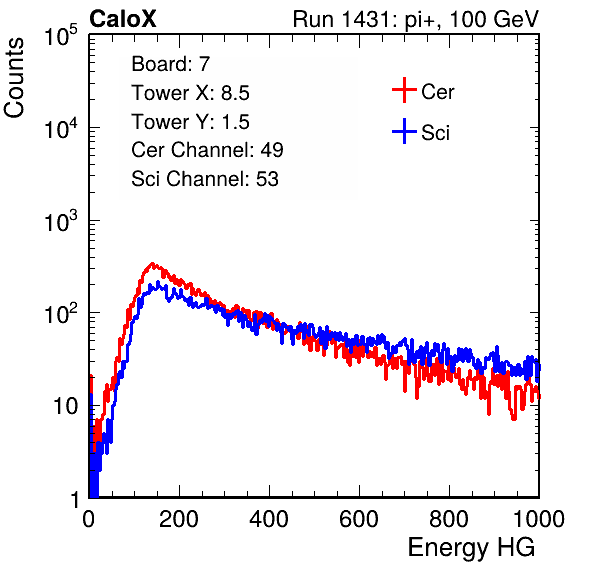 CaloX Run 1431: pi+, 100 GeV
Counts
10^5
10^4
10^3
10^2
10
1
Board: 7
Tower X: 8.5
Tower Y: 1.5
Cer Channel: 49
Sci Channel: 53
Cer
Sci
0 200 400 600 800 1000
Energy HG